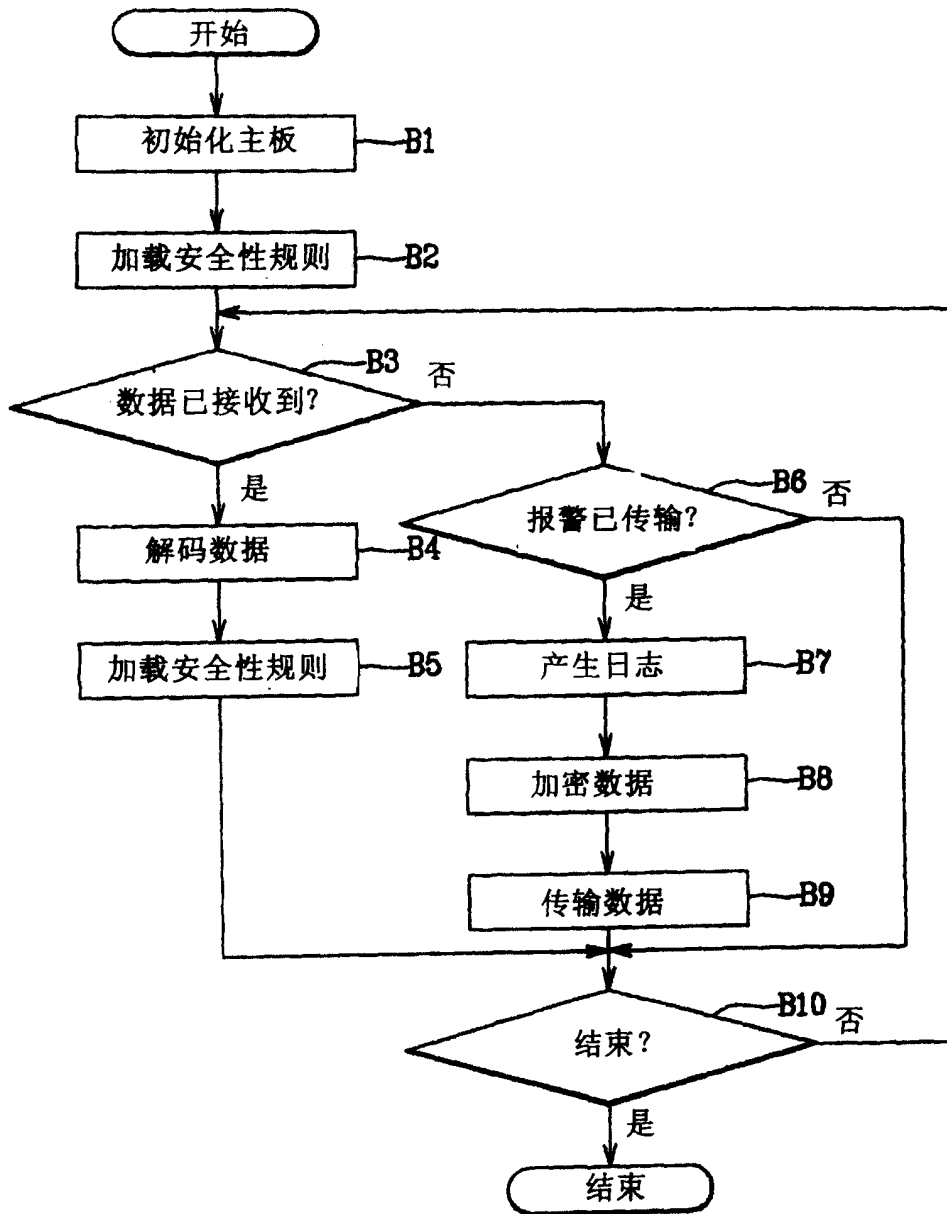 开始
初始化主板
B1
加载安全性规则
B2
数据已接收到?
B3
否
是
解码数据
B4
加载安全性规则
B5
报警已传输?
B6
否
是
产生日志
B7
加密数据
B8
传输数据
B9
结束?
B10
否
是
结束